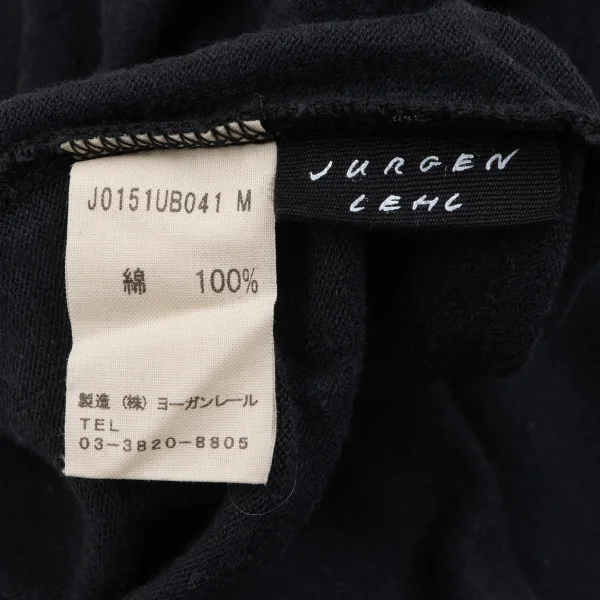 JURGEN
LEHL
J0151UB041 M
綿 100%
製造 (株) ヨーガンレール
TEL
03-3820-8805